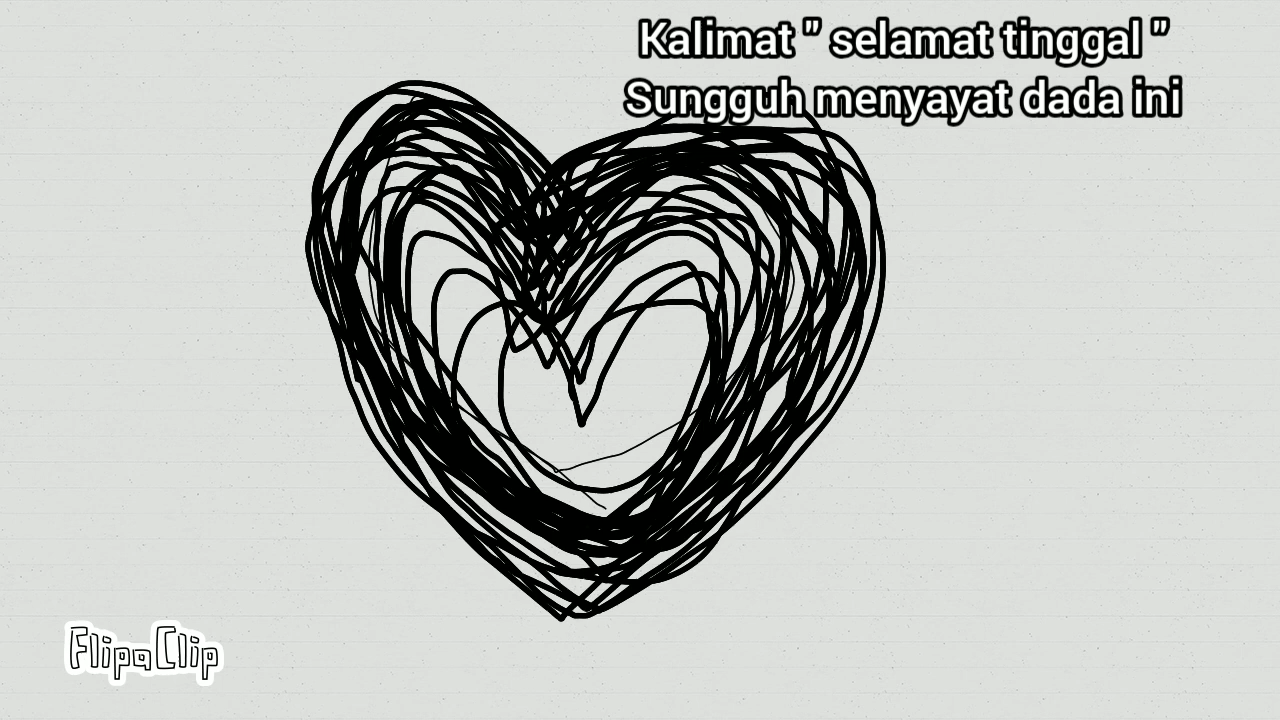 Kalimat " selamat tinggal "
Sungguh menyayat dada ini
FlipaClip